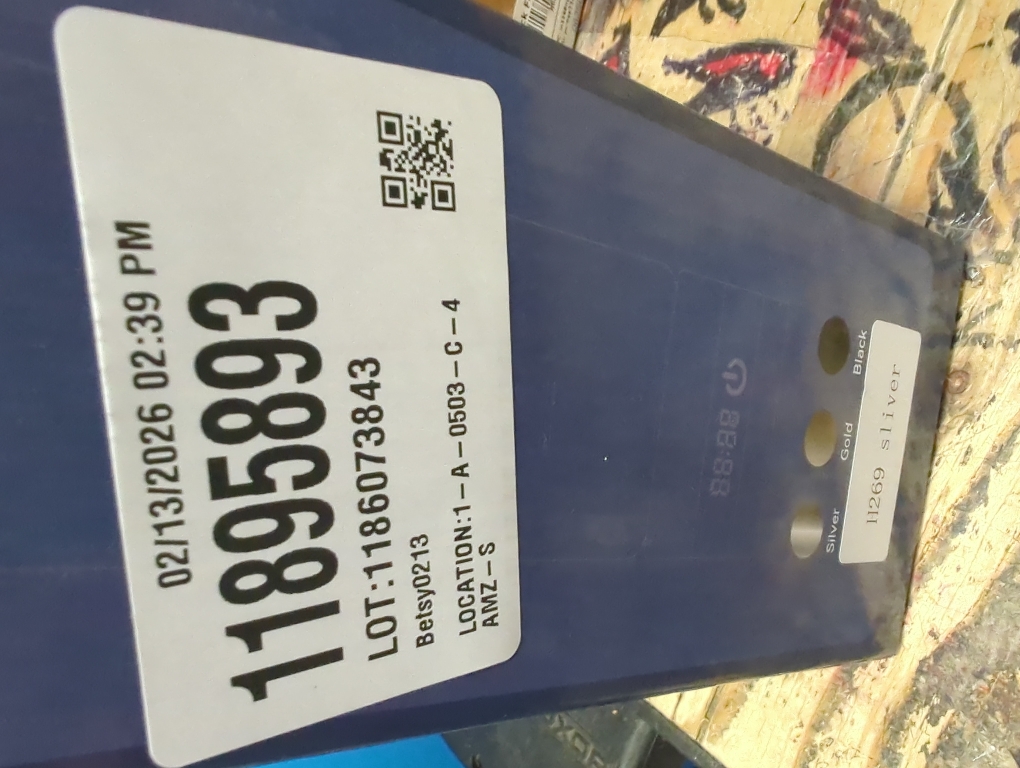 02/13/2026 02:39 PM
11895893
LOT:1186073843
Betsy0213
LOCATION:1-A-0503-C-4
AMZ-S
88:88
Silver
Gold
Black
H269 sliver